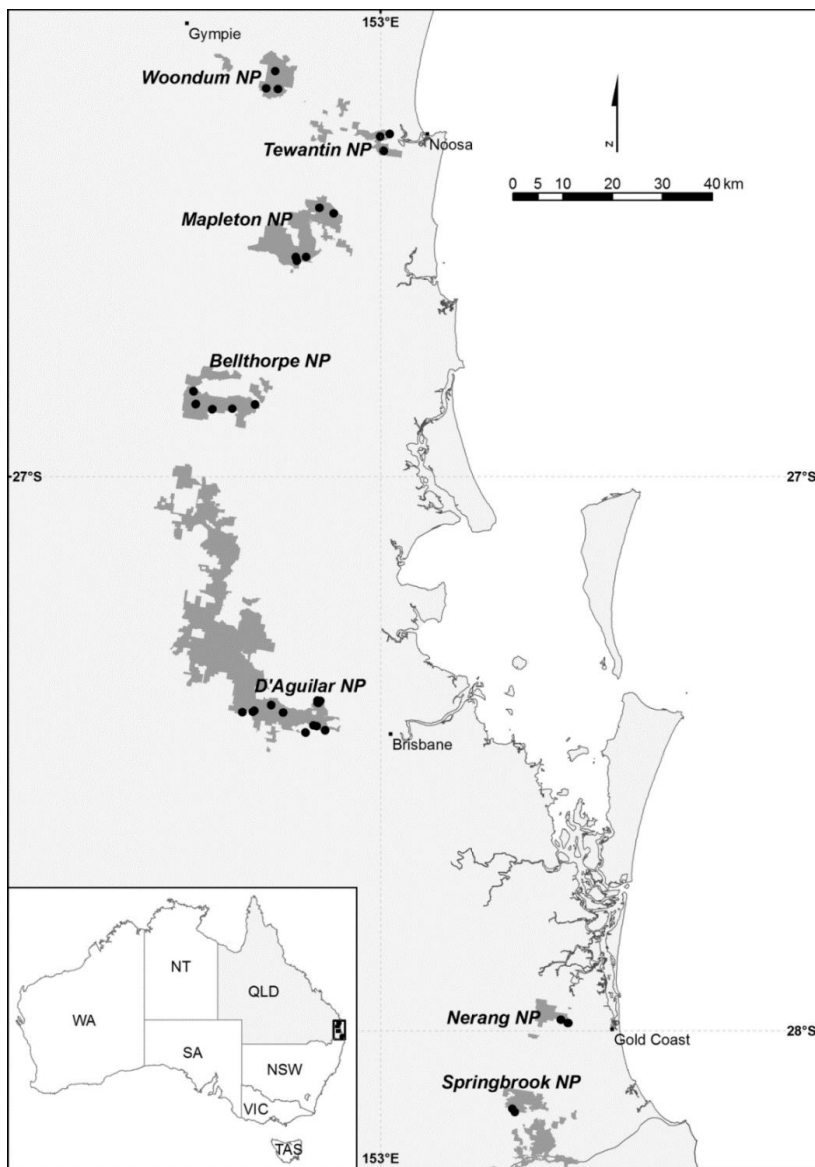 153°E
Gympie
Woondum NP
Tewantin NP
Noosa
N
0 5 10 20 30 40 km
Mapleton NP
Bellthorpe NP
27°S 27°S
D'Aguilar NP
Brisbane
NT
QLD
WA
SA
NSW
VIC
TAS
Nerang NP
Gold Coast
28°S
Springbrook NP
153°E